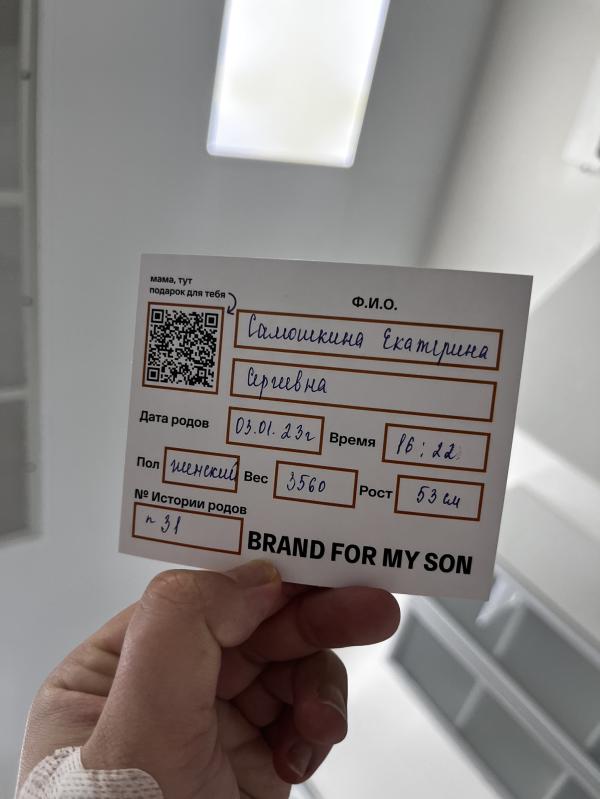 мама, тут
подарок для тебя
Ф.И.О.
Самошкина Екатерина
Сергеевна
Дата родов 03.01.23г Время 16:22
Пол женский Вес 3560 Рост 53 см
№ Истории родов
п 31
BRAND FOR MY SON